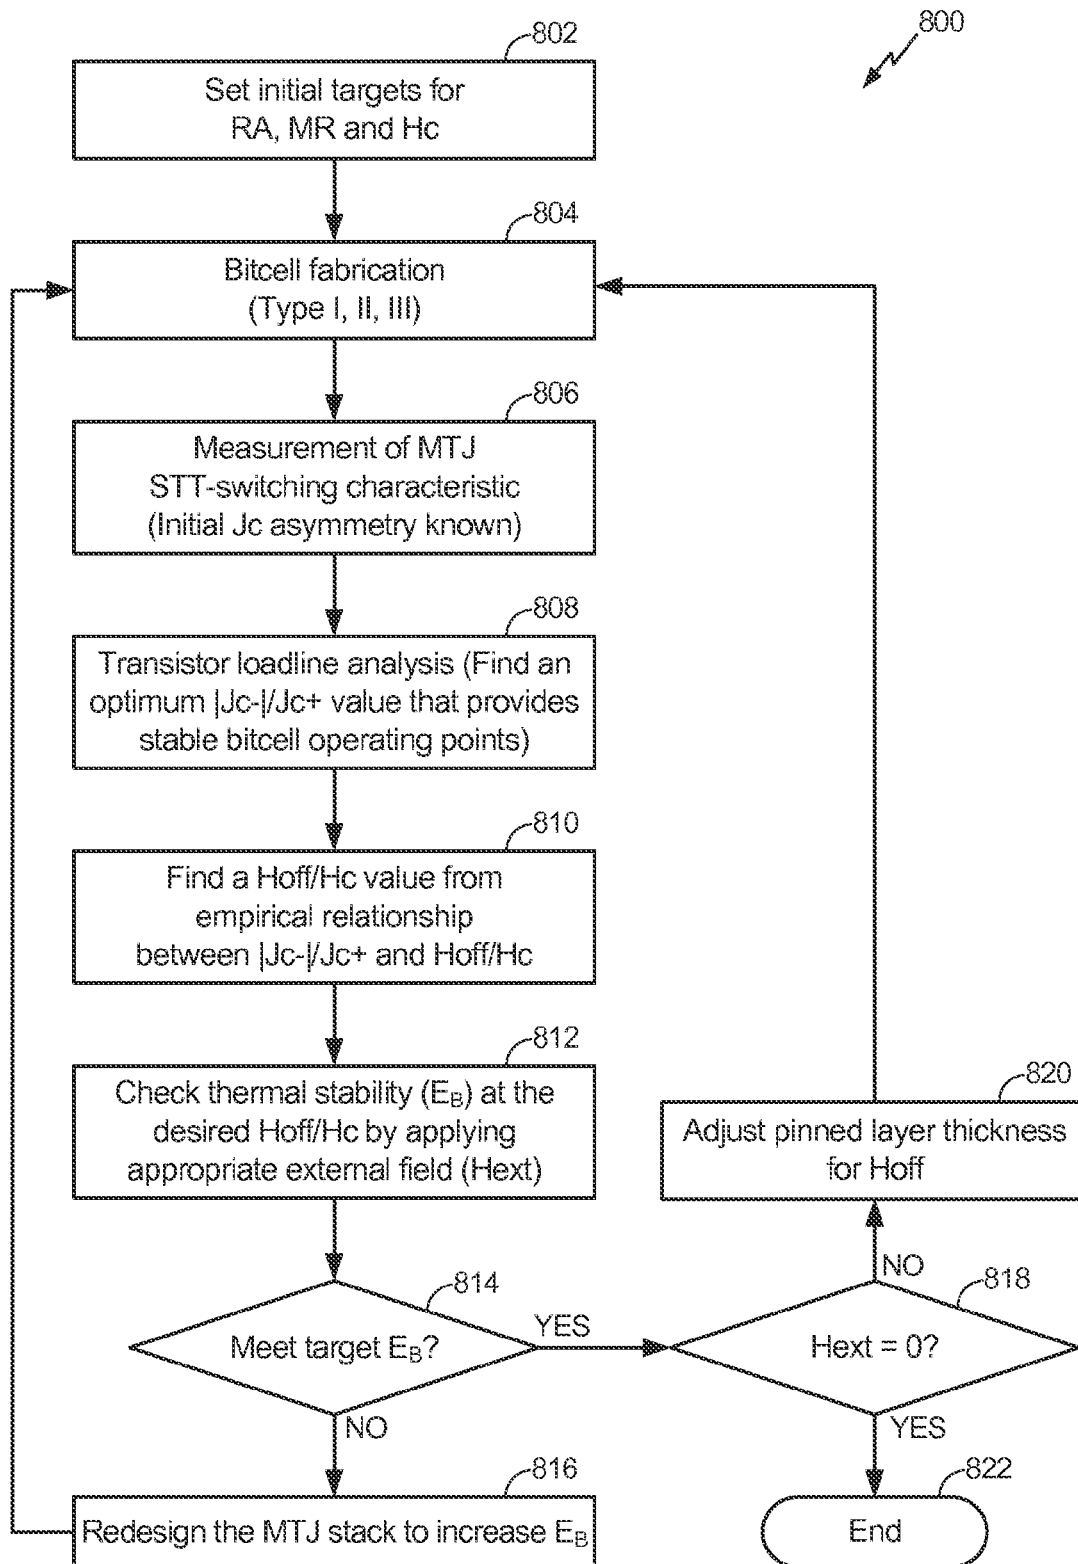 800
802
Set initial targets for
RA, MR and Hc
804
Bitcell fabrication
(Type I, II, III)
806
Measurement of MTJ
STT-switching characteristic
(Initial Jc asymmetry known)
808
Transistor loadline analysis (Find an
optimum |Jc-|/Jc+ value that provides
stable bitcell operating points)
810
Find a Hoff/Hc value from
empirical relationship
between |Jc-|/Jc+ and Hoff/Hc
812
Check thermal stability (E_B) at the
desired Hoff/Hc by applying
appropriate external field (Hext)
820
Adjust pinned layer thickness
for Hoff
814
Meet target E_B?
YES
NO
818
Hext = 0?
NO
YES
816
Redesign the MTJ stack to increase E_B
822
End